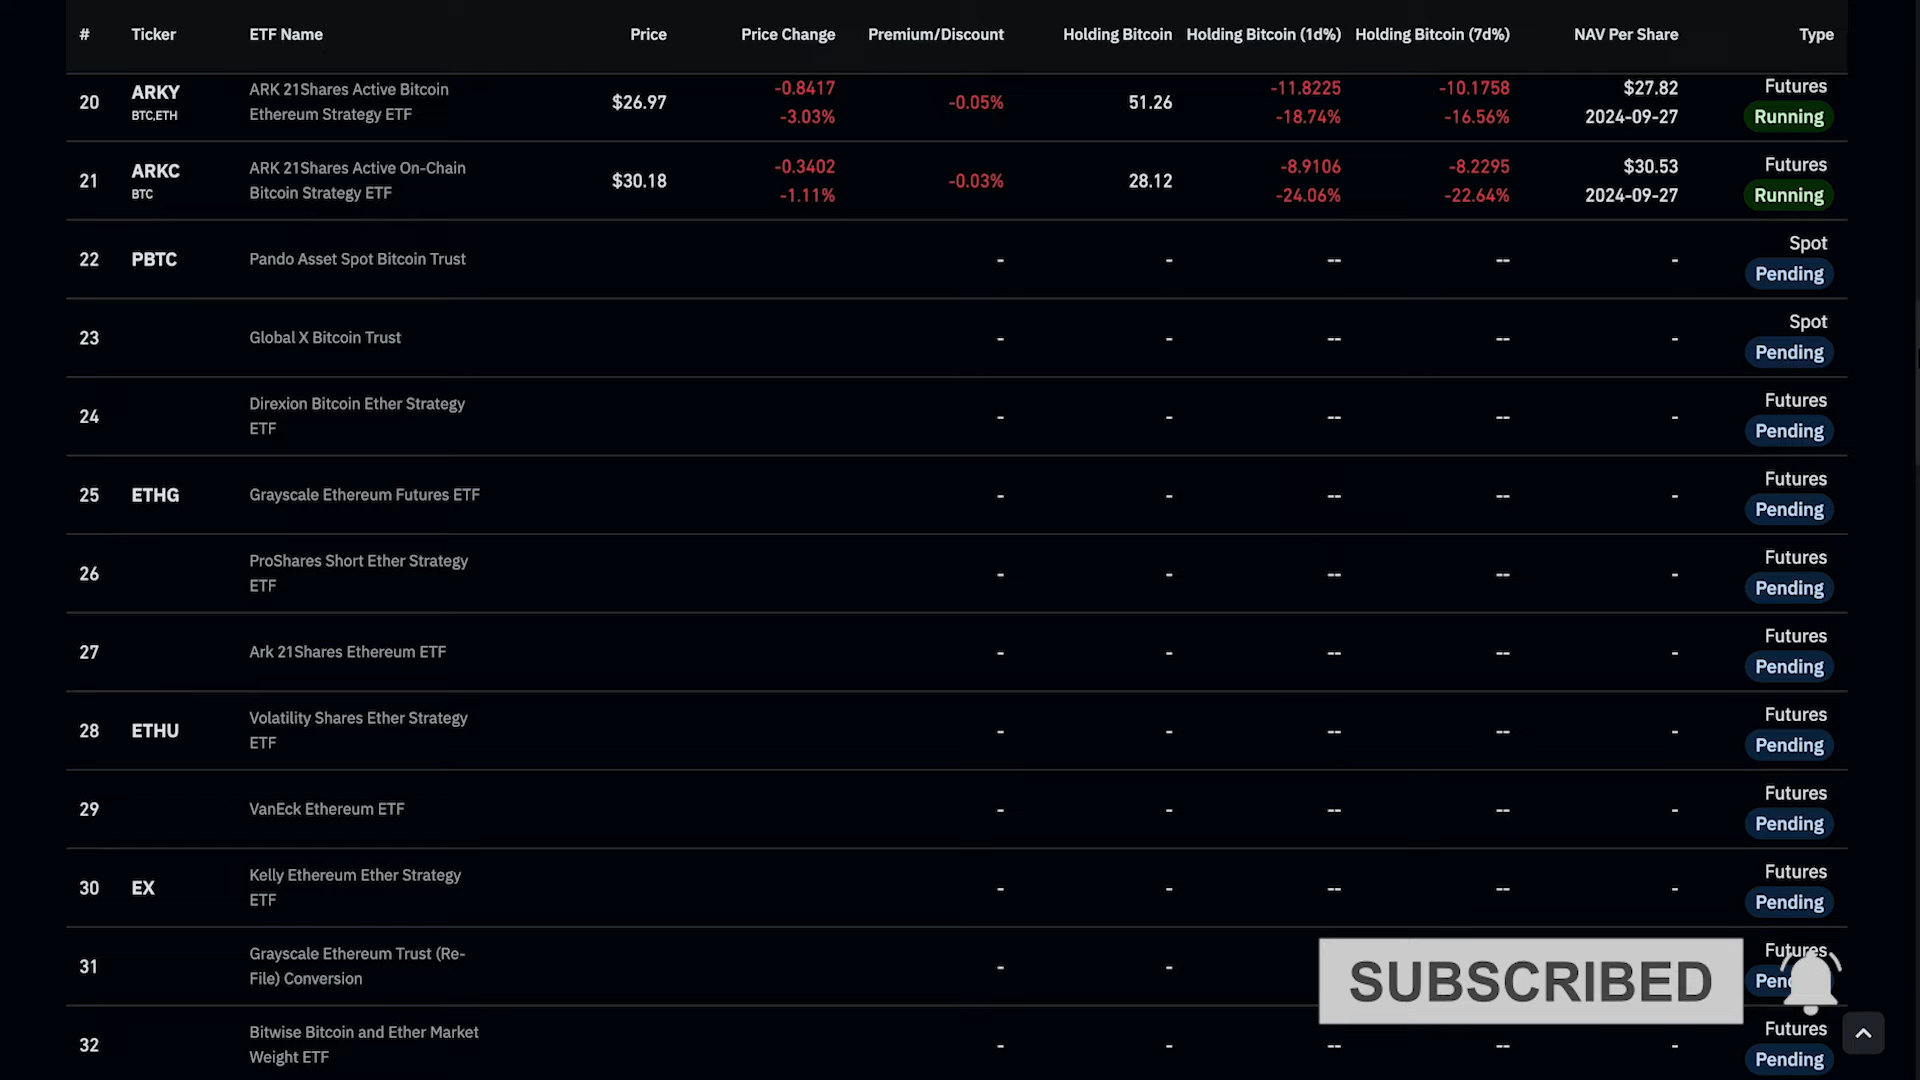 # Ticker ETF Name Price Price Change Premium/Discount Holding Bitcoin Holding Bitcoin (1d%) Holding Bitcoin (7d%) NAV Per Share Type
20 ARKY BTC,ETH ARK 21Shares Active Bitcoin Ethereum Strategy ETF $26.97 -0.8417 -3.03% -0.05% 51.26 -11.8225 -18.74% -10.1758 -16.56% $27.82 2024-09-27 Futures Running
21 ARKC BTC ARK 21Shares Active On-Chain Bitcoin Strategy ETF $30.18 -0.3402 -1.11% -0.03% 28.12 -8.9106 -24.06% -8.2295 -22.64% $30.53 2024-09-27 Futures Running
22 PBTC Pando Asset Spot Bitcoin Trust - - -- -- - Spot Pending
23 Global X Bitcoin Trust - - -- -- - Spot Pending
24 Direxion Bitcoin Ether Strategy ETF - - -- -- - Futures Pending
25 ETHG Grayscale Ethereum Futures ETF - - -- -- - Futures Pending
26 ProShares Short Ether Strategy ETF - - -- -- - Futures Pending
27 Ark 21Shares Ethereum ETF - - -- -- - Futures Pending
28 ETHU Volatility Shares Ether Strategy ETF - - -- -- - Futures Pending
29 VanEck Ethereum ETF - - -- -- - Futures Pending
30 EX Kelly Ethereum Ether Strategy ETF - - -- -- - Futures Pending
31 Grayscale Ethereum Trust (Re-File) Conversion - - Futures
SUBSCRIBED
32 Bitwise Bitcoin and Ether Market Weight ETF - - -- -- - Futures Pending